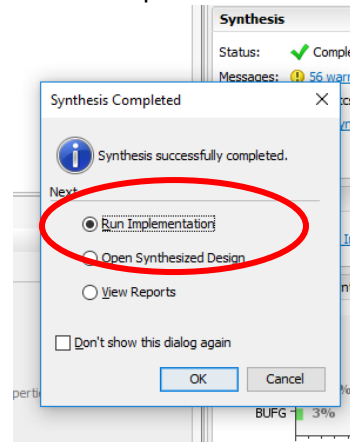 Synthesis
Status: Comple
Messages: 56 warn
Synthesis Completed
Synthesis successfully completed.
Next
Run Implementation
Open Synthesized Design
View Reports
Don't show this dialog again
OK Cancel
BUFG 3%